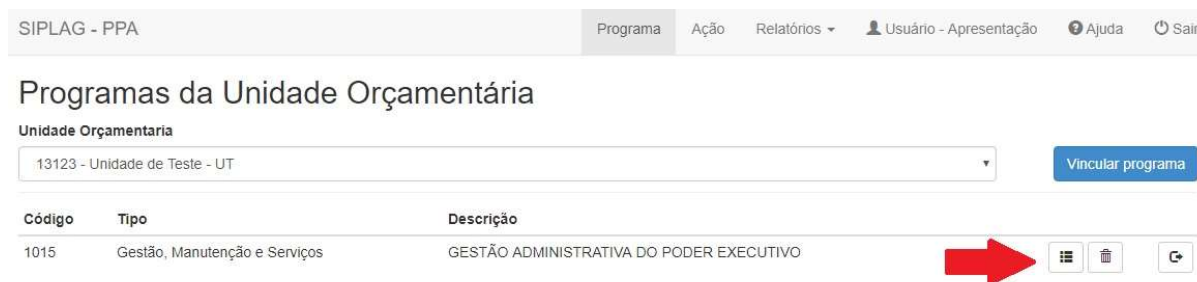 SIPLAG - PPA Programa Ação Relatórios Usuário - Apresentação Ajuda Sair
Programas da Unidade Orçamentária
Unidade Orçamentaria
13123 - Unidade de Teste - UT Vincular programa
Código Tipo Descrição
1015 Gestão, Manutenção e Serviços GESTÃO ADMINISTRATIVA DO PODER EXECUTIVO